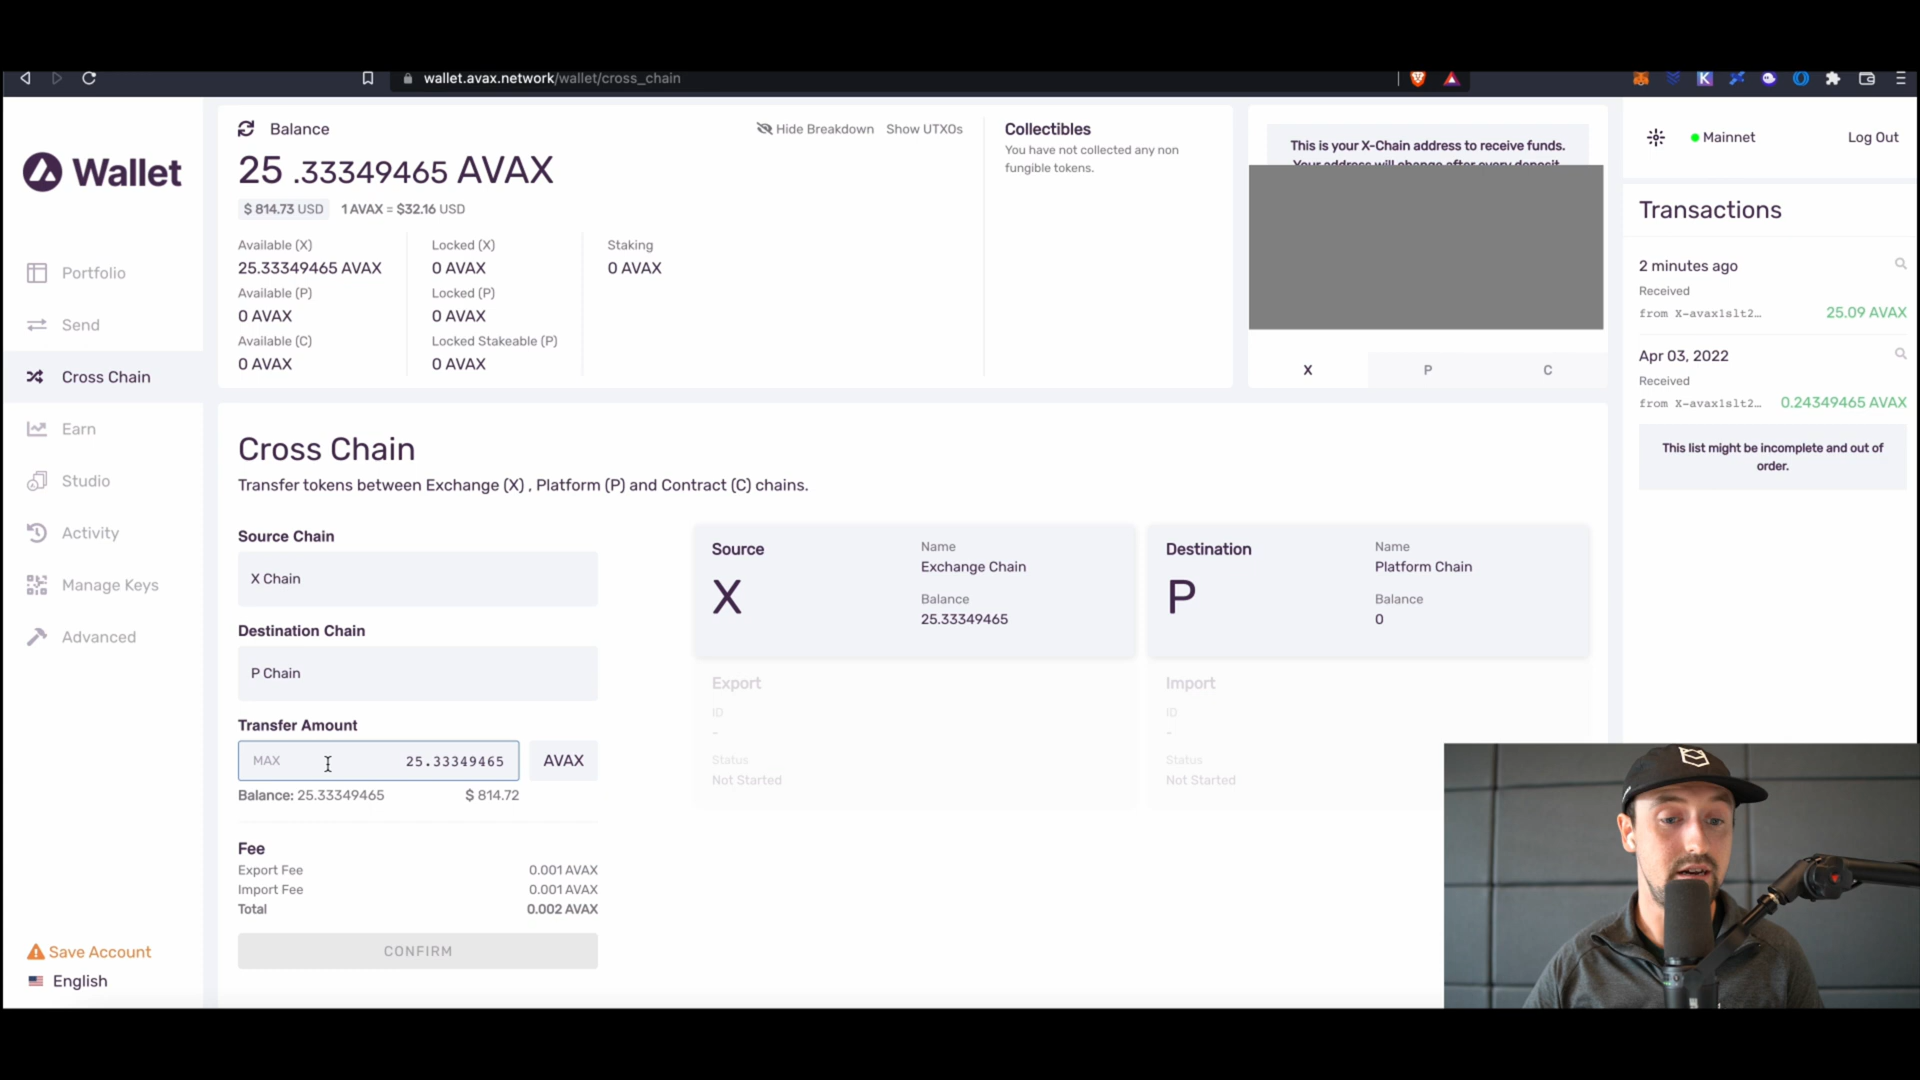 wallet.avax.network/wallet/cross_chain
Wallet
Portfolio
Send
Cross Chain
Earn
Studio
Activity
Manage Keys
Advanced
Save Account
English
Balance
Hide Breakdown
Show UTXOs
25 .33349465 AVAX
$ 814.73 USD
1 AVAX = $32.16 USD
Available (X)
25.33349465 AVAX
Available (P)
0 AVAX
Available (C)
0 AVAX
Locked (X)
0 AVAX
Locked (P)
0 AVAX
Locked Stakeable (P)
0 AVAX
Staking
0 AVAX
Collectibles
You have not collected any non
fungible tokens.
This is your X-Chain address to receive funds.
Your address will change after every deposit.
X
P
C
Cross Chain
Transfer tokens between Exchange (X) , Platform (P) and Contract (C) chains.
Source Chain
X Chain
Destination Chain
P Chain
Transfer Amount
MAX
25.33349465
AVAX
Balance: 25.33349465
$ 814.72
Fee
Export Fee
0.001 AVAX
Import Fee
0.001 AVAX
Total
0.002 AVAX
CONFIRM
Source
X
Name
Exchange Chain
Balance
25.33349465
Export
ID
-
Status
Not Started
Destination
P
Name
Platform Chain
Balance
0
Import
ID
-
Status
Not Started
Mainnet
Log Out
Transactions
2 minutes ago
Received
from X-avax1slt2…
25.09 AVAX
Apr 03, 2022
Received
from X-avax1slt2…
0.24349465 AVAX
This list might be incomplete and out of
order.